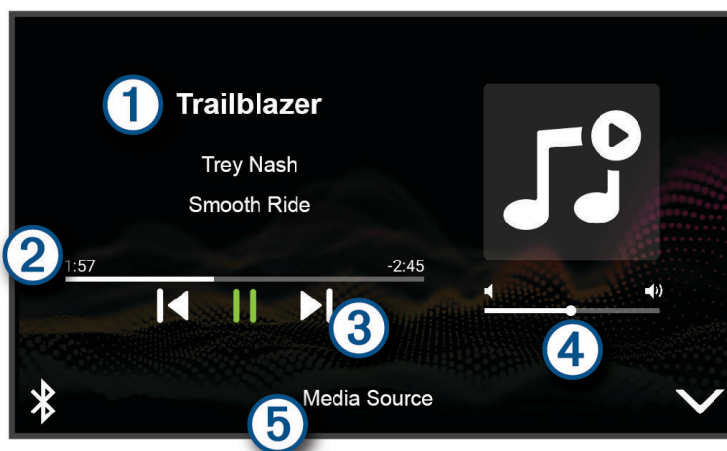 1
Trailblazer
Trey Nash
Smooth Ride
2
1:57
-2:45
3
4
5
Media Source